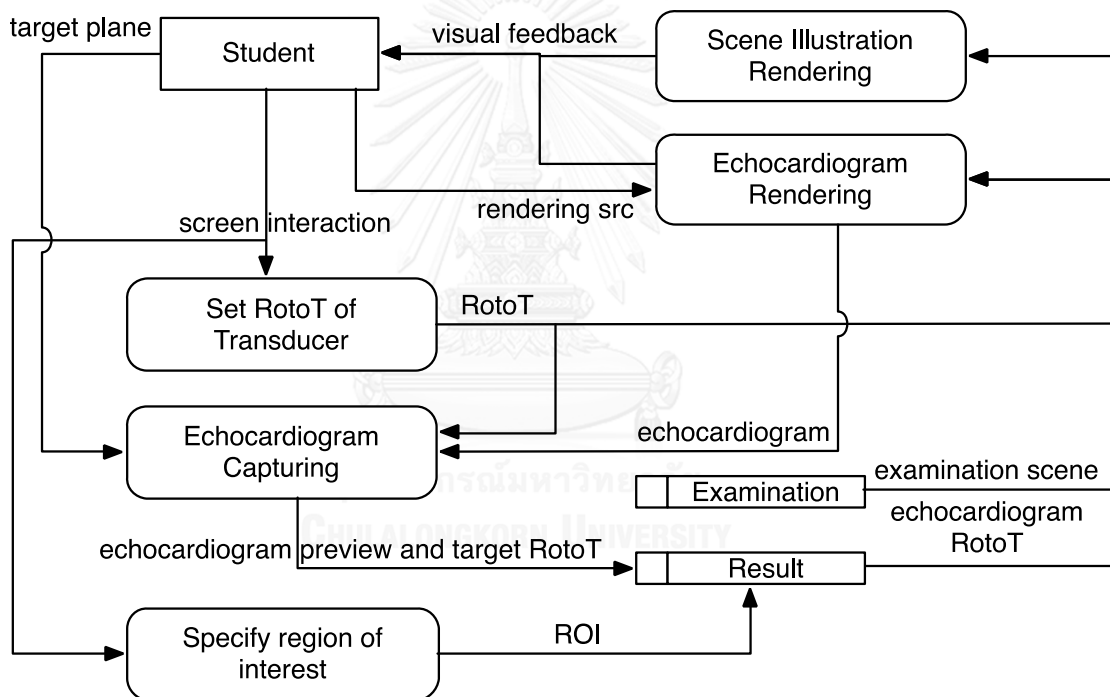 target plane
Student
visual feedback
Scene Illustration
Rendering
Echocardiogram
Rendering
rendering src
screen interaction
Set RotoT of
Transducer
RotoT
Echocardiogram
Capturing
echocardiogram
Examination
examination scene
echocardiogram
RotoT
CHULALONGKORN UNIVERSITY
echocardiogram preview and target RotoT
Result
Specify region of
interest
ROI